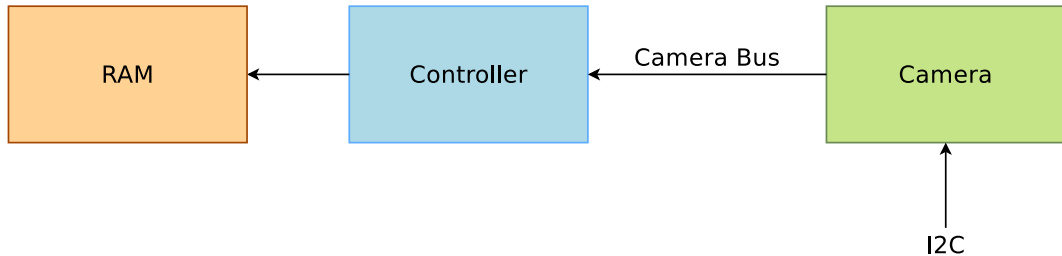 RAM
Controller
Camera Bus
Camera
I2C